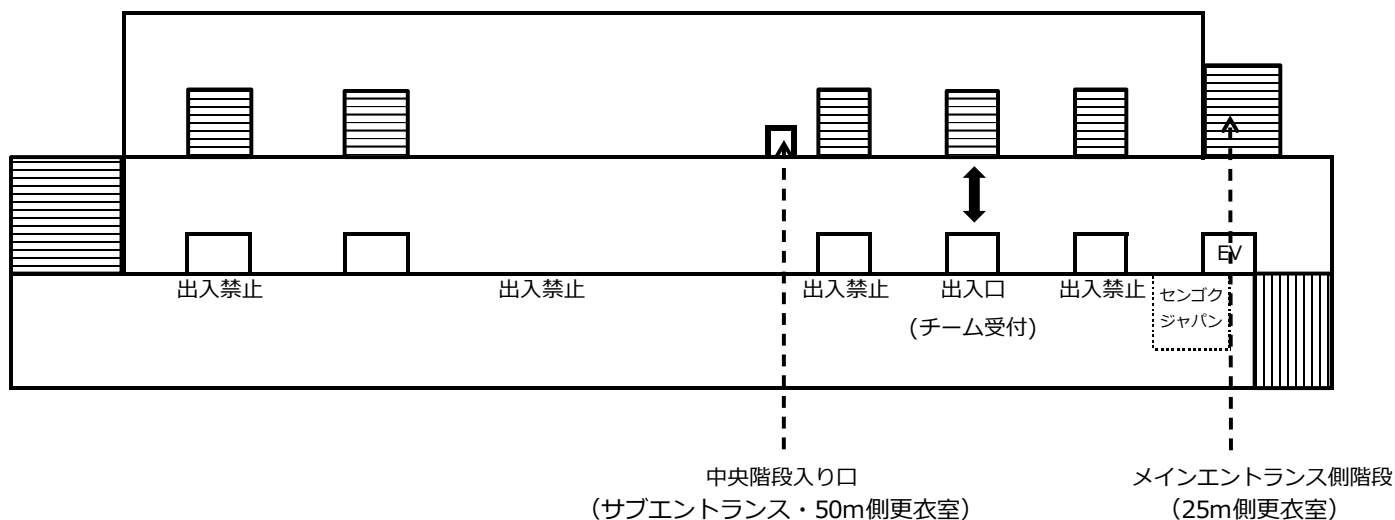 EV
出入禁止
出入禁止
出入禁止
出入口
(チーム受付)
出入禁止
センゴク
ジャパン
中央階段入り口
（サブエントランス・50m側更衣室）
メインエントランス側階段
（25m側更衣室）